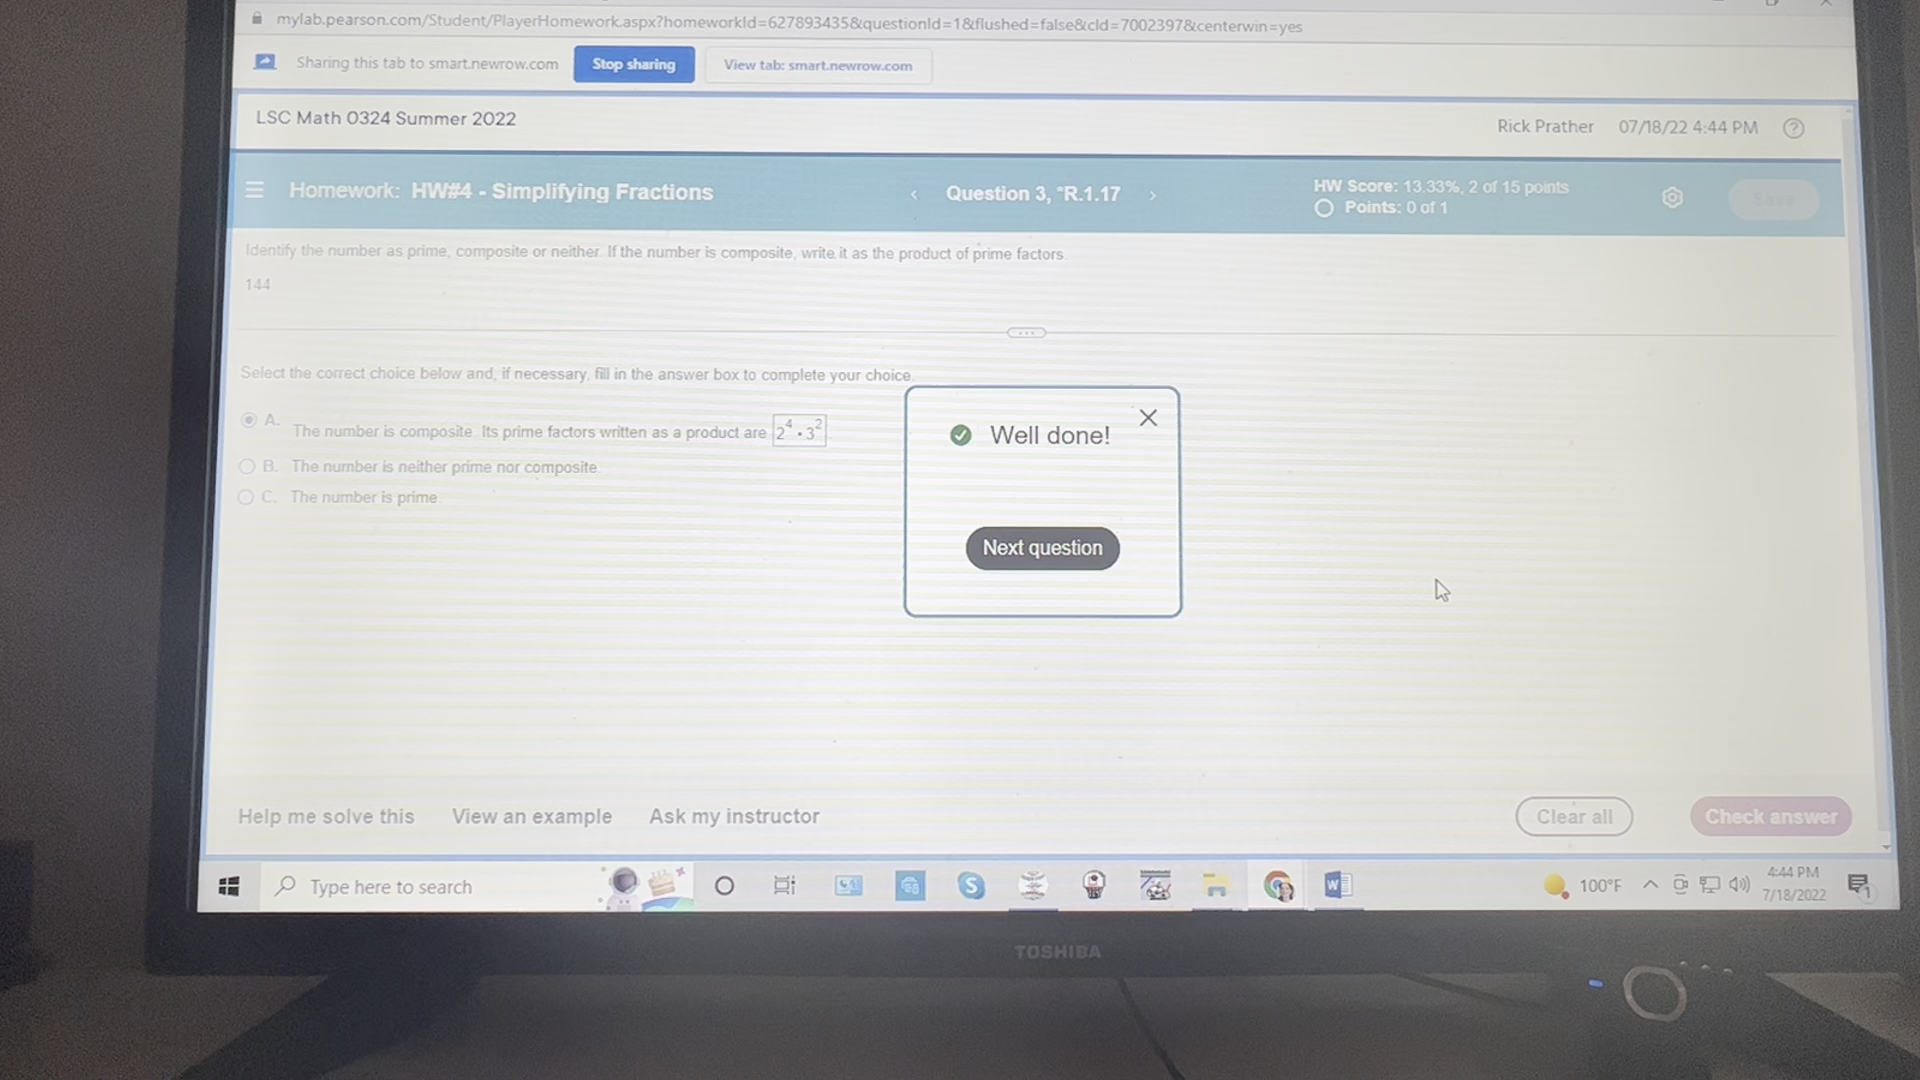 mylab.pearson.com/Student/PlayerHomework.aspx?homeworkId=627893435&questionId=1&flushed=false&cId=7002397&centerwin=yes
Sharing this tab to smart.newrow.com Stop sharing View tab: smart.newrow.com
LSC Math 0324 Summer 2022
Rick Prather 07/18/22 4:44 PM ?
Homework: HW#4 - Simplifying Fractions
Question 3, *R.1.17
HW Score: 13.33%, 2 of 15 points
Points: 0 of 1
Save
Identify the number as prime, composite or neither. If the number is composite, write it as the product of prime factors.
144
Select the correct choice below and, if necessary, fill in the answer box to complete your choice.
A. The number is composite. Its prime factors written as a product are 2⁴ · 3²
B. The number is neither prime nor composite.
C. The number is prime.
Well done!
Next question
Help me solve this View an example Ask my instructor
Clear all Check answer
Type here to search
100°F
4:44 PM
7/18/2022
1
TOSHIBA